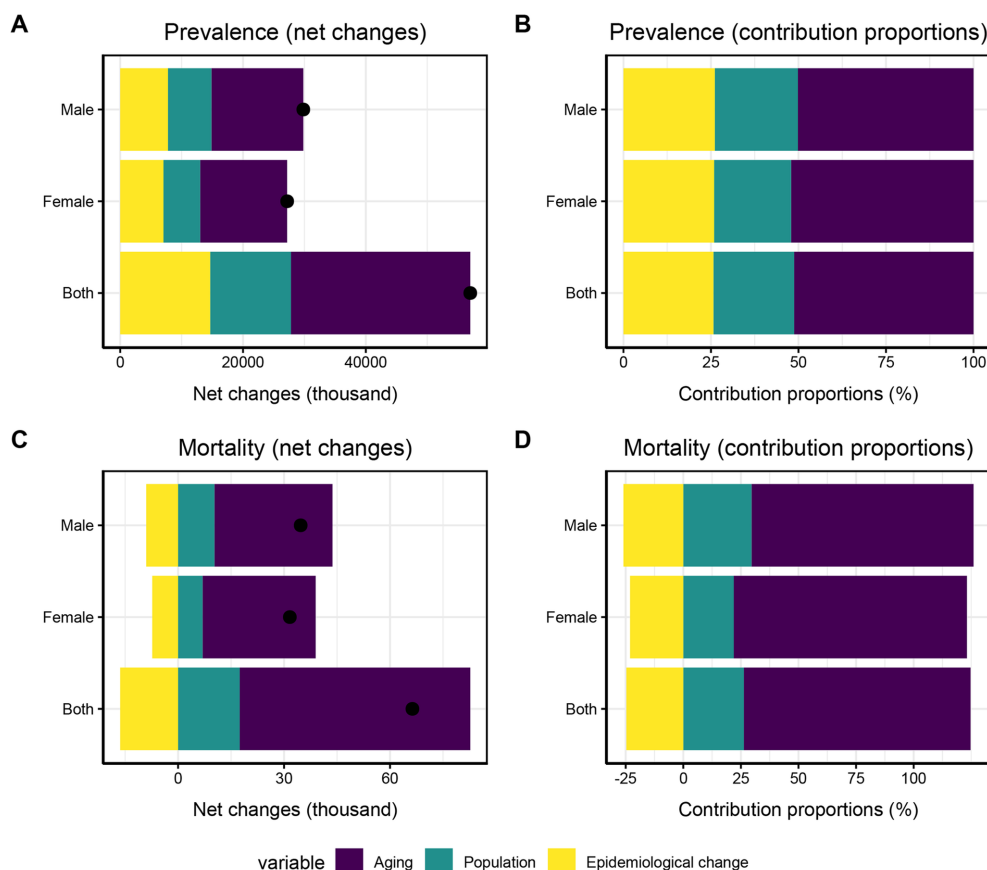 A
Prevalence (net changes)
Male
Female
Both
0
20000
40000
Net changes (thousand)
B
Prevalence (contribution proportions)
Male
Female
Both
0
25
50
75
100
Contribution proportions (%)
C
Mortality (net changes)
Male
Female
Both
0
30
60
Net changes (thousand)
D
Mortality (contribution proportions)
Male
Female
Both
-25
0
25
50
75
100
Contribution proportions (%)
variable
Aging
Population
Epidemiological change